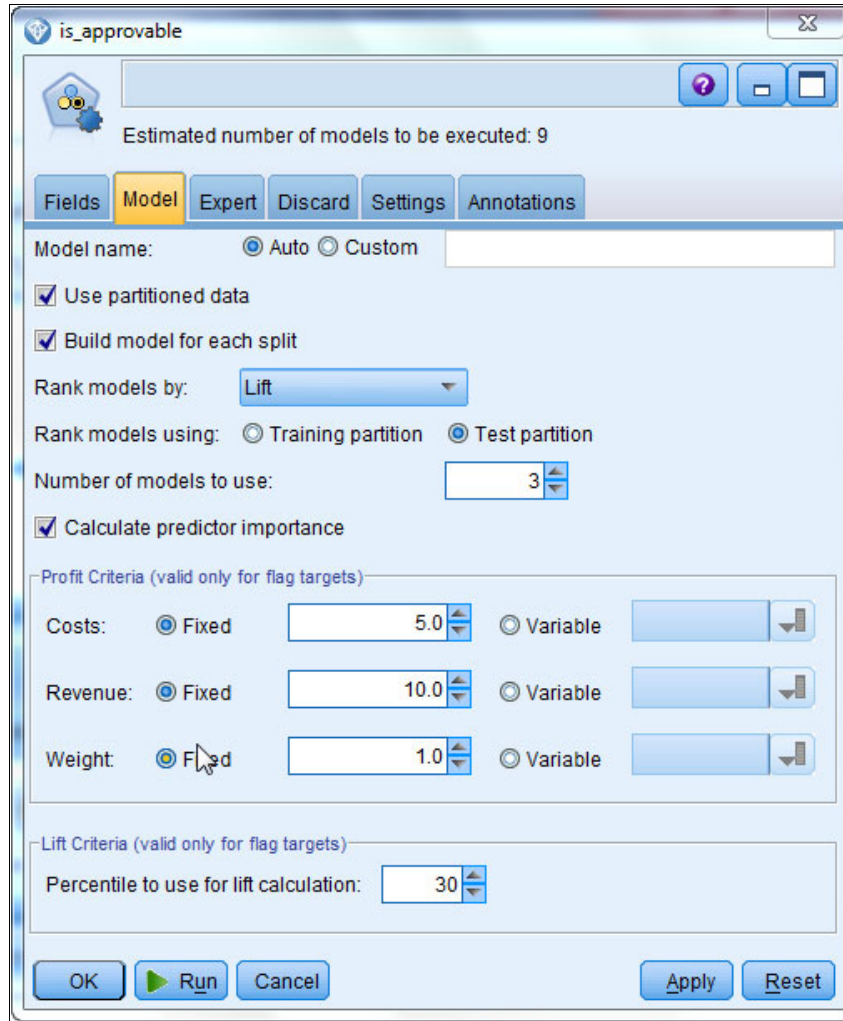 is_approvable
Estimated number of models to be executed: 9
Fields Model Expert Discard Settings Annotations
Model name: Auto Custom
Use partitioned data
Build model for each split
Rank models by: Lift
Rank models using: Training partition Test partition
Number of models to use: 3
Calculate predictor importance
Profit Criteria (valid only for flag targets)
Costs: Fixed 5.0 Variable
Revenue: Fixed 10.0 Variable
Weight: Fixed 1.0 Variable
Lift Criteria (valid only for flag targets)
Percentile to use for lift calculation: 30
OK Run Cancel Apply Reset